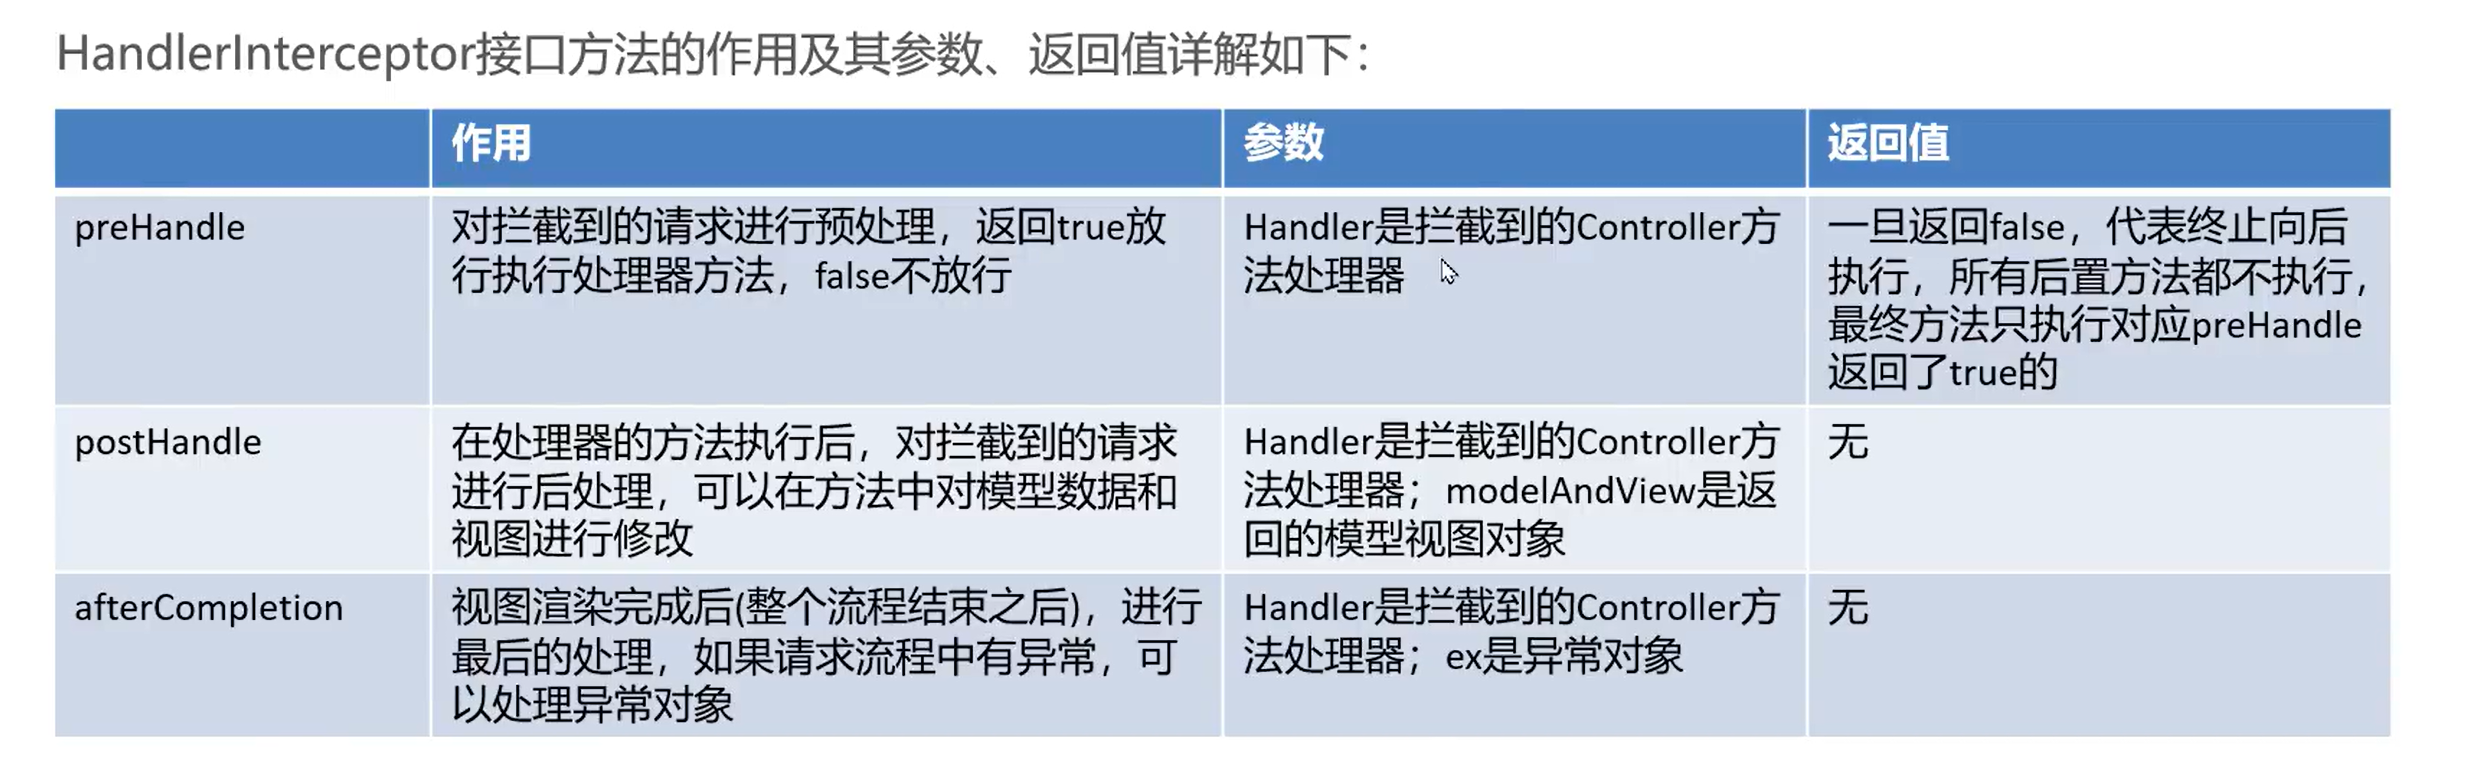 HandlerInterceptor接口方法的作用及其参数、返回值详解如下：
作用
参数
返回值
preHandle
对拦截到的请求进行预处理，返回true放
行执行处理器方法，false不放行
Handler是拦截到的Controller方
法处理器
一旦返回false，代表终止向后
执行，所有后置方法都不执行，
最终方法只执行对应preHandle
返回了true的
postHandle
在处理器的方法执行后，对拦截到的请求
进行后处理，可以在方法中对模型数据和
视图进行修改
Handler是拦截到的Controller方
法处理器；modelAndView是返
回的模型视图对象
无
afterCompletion
视图渲染完成后(整个流程结束之后)，进行
最后的处理，如果请求流程中有异常，可
以处理异常对象
Handler是拦截到的Controller方
法处理器；ex是异常对象
无